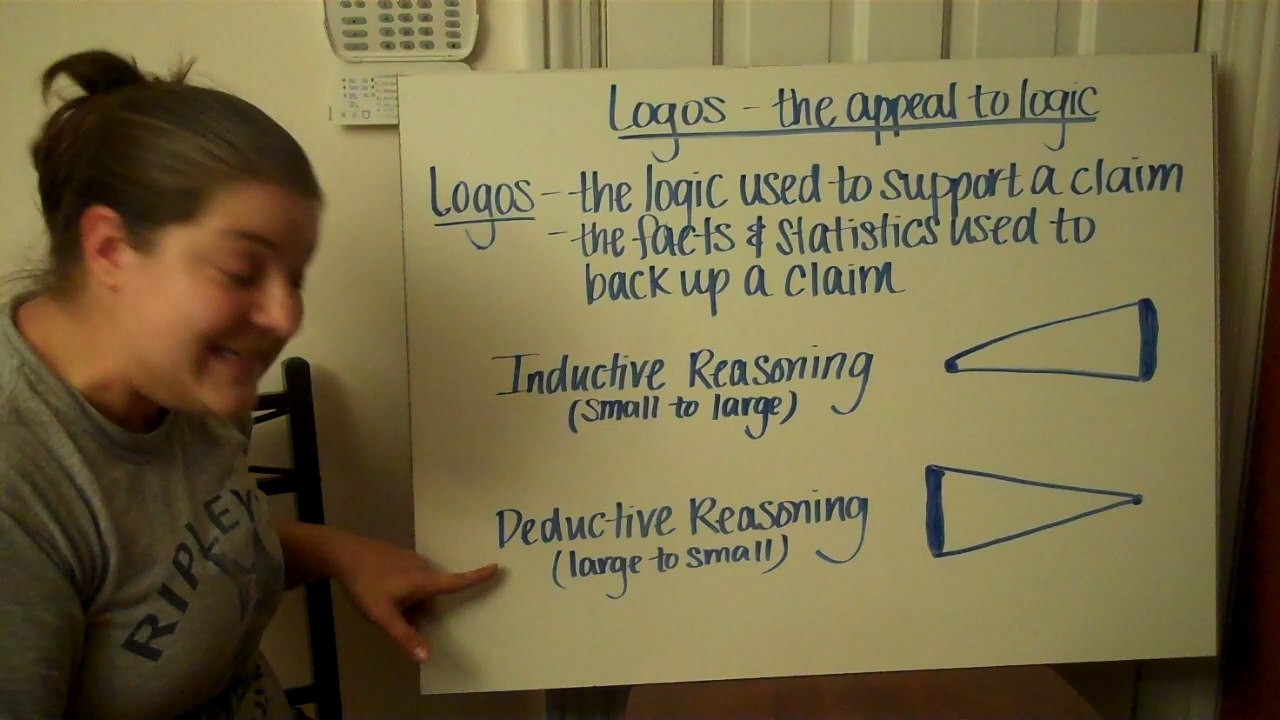 Logos - the appeal to logic
Logos - the logic used to support a claim
- the facts & statistics used to
back up a claim
Inductive Reasoning
(small to large)
Deductive Reasoning
(large to small)
RIPLEY